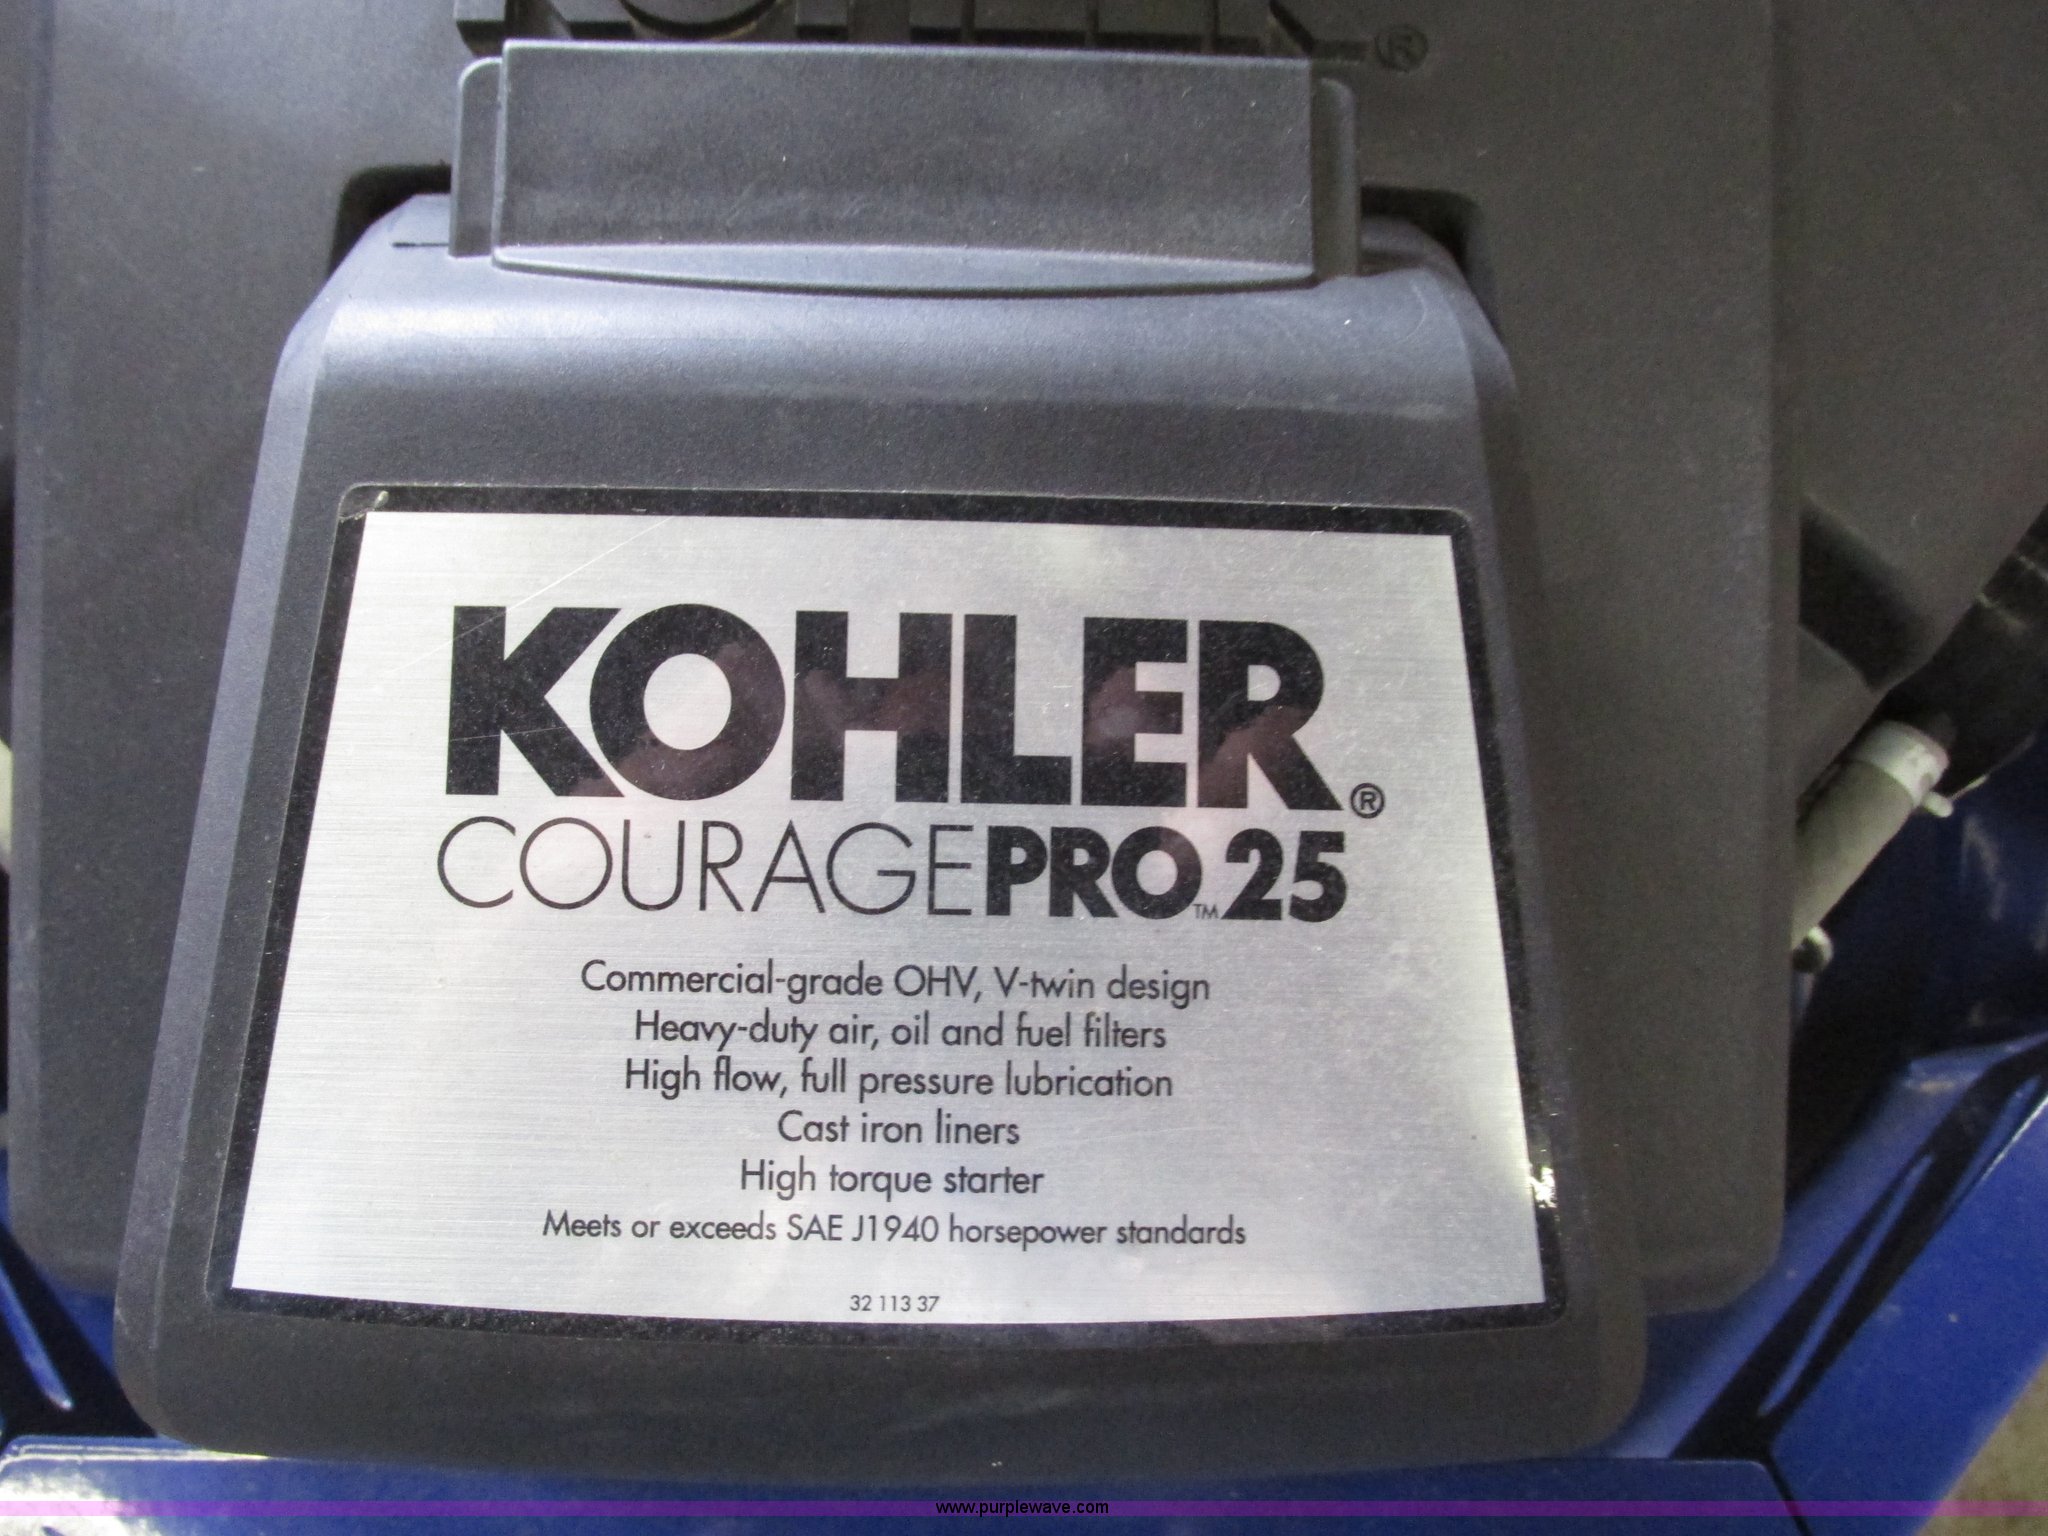 ®
KOHLER®
COURAGEPRO™25
Commercial-grade OHV, V-twin design
Heavy-duty air, oil and fuel filters
High flow, full pressure lubrication
Cast iron liners
High torque starter
Meets or exceeds SAE J1940 horsepower standards
32 113 37
www.purplewave.com